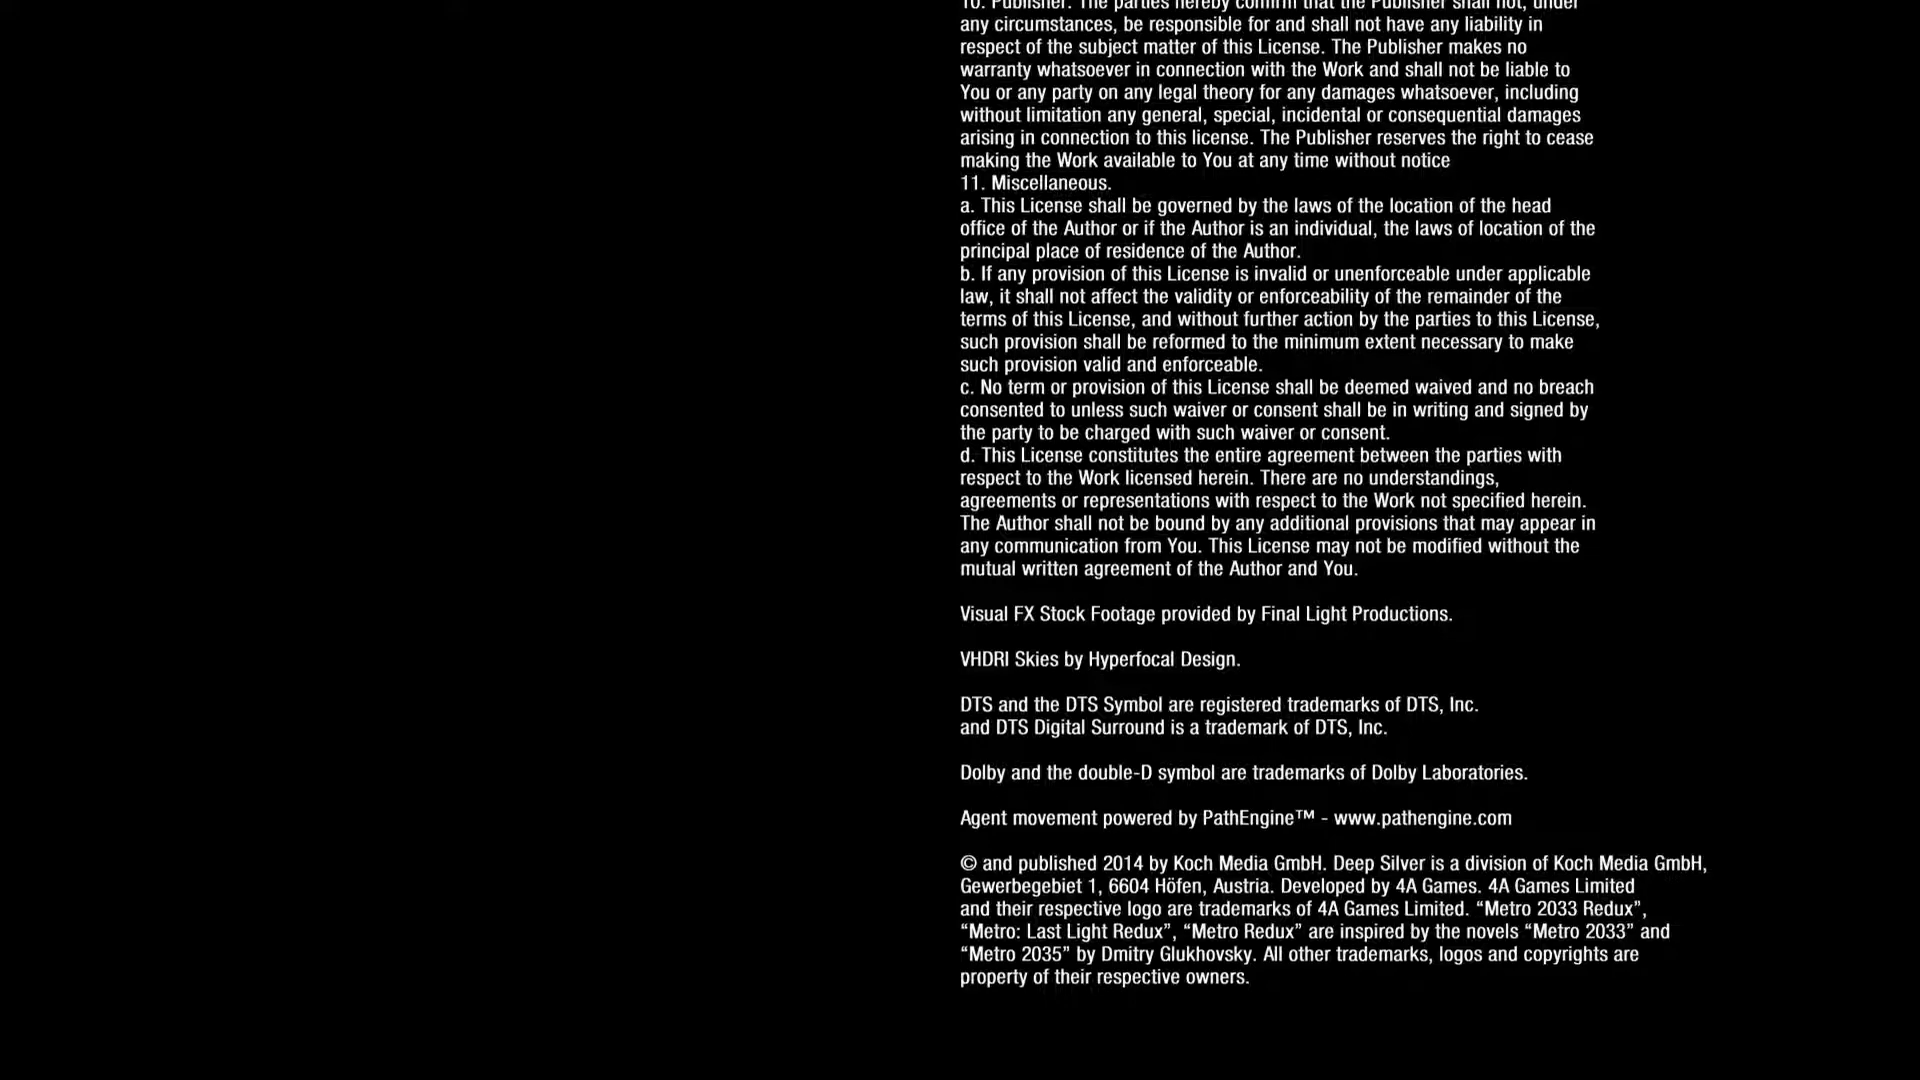 10. Publisher. The parties hereby confirm that the Publisher shall not, under
any circumstances, be responsible for and shall not have any liability in
respect of the subject matter of this License. The Publisher makes no
warranty whatsoever in connection with the Work and shall not be liable to
You or any party on any legal theory for any damages whatsoever, including
without limitation any general, special, incidental or consequential damages
arising in connection to this license. The Publisher reserves the right to cease
making the Work available to You at any time without notice
11. Miscellaneous.
a. This License shall be governed by the laws of the location of the head
office of the Author or if the Author is an individual, the laws of location of the
principal place of residence of the Author.
b. If any provision of this License is invalid or unenforceable under applicable
law, it shall not affect the validity or enforceability of the remainder of the
terms of this License, and without further action by the parties to this License,
such provision shall be reformed to the minimum extent necessary to make
such provision valid and enforceable.
c. No term or provision of this License shall be deemed waived and no breach
consented to unless such waiver or consent shall be in writing and signed by
the party to be charged with such waiver or consent.
d. This License constitutes the entire agreement between the parties with
respect to the Work licensed herein. There are no understandings,
agreements or representations with respect to the Work not specified herein.
The Author shall not be bound by any additional provisions that may appear in
any communication from You. This License may not be modified without the
mutual written agreement of the Author and You.
Visual FX Stock Footage provided by Final Light Productions.
VHDRI Skies by Hyperfocal Design.
DTS and the DTS Symbol are registered trademarks of DTS, Inc.
and DTS Digital Surround is a trademark of DTS, Inc.
Dolby and the double-D symbol are trademarks of Dolby Laboratories.
Agent movement powered by PathEngine™ - www.pathengine.com
© and published 2014 by Koch Media GmbH. Deep Silver is a division of Koch Media GmbH,
Gewerbegebiet 1, 6604 Höfen, Austria. Developed by 4A Games. 4A Games Limited
and their respective logo are trademarks of 4A Games Limited. “Metro 2033 Redux”,
“Metro: Last Light Redux”, “Metro Redux” are inspired by the novels “Metro 2033” and
“Metro 2035” by Dmitry Glukhovsky. All other trademarks, logos and copyrights are
property of their respective owners.